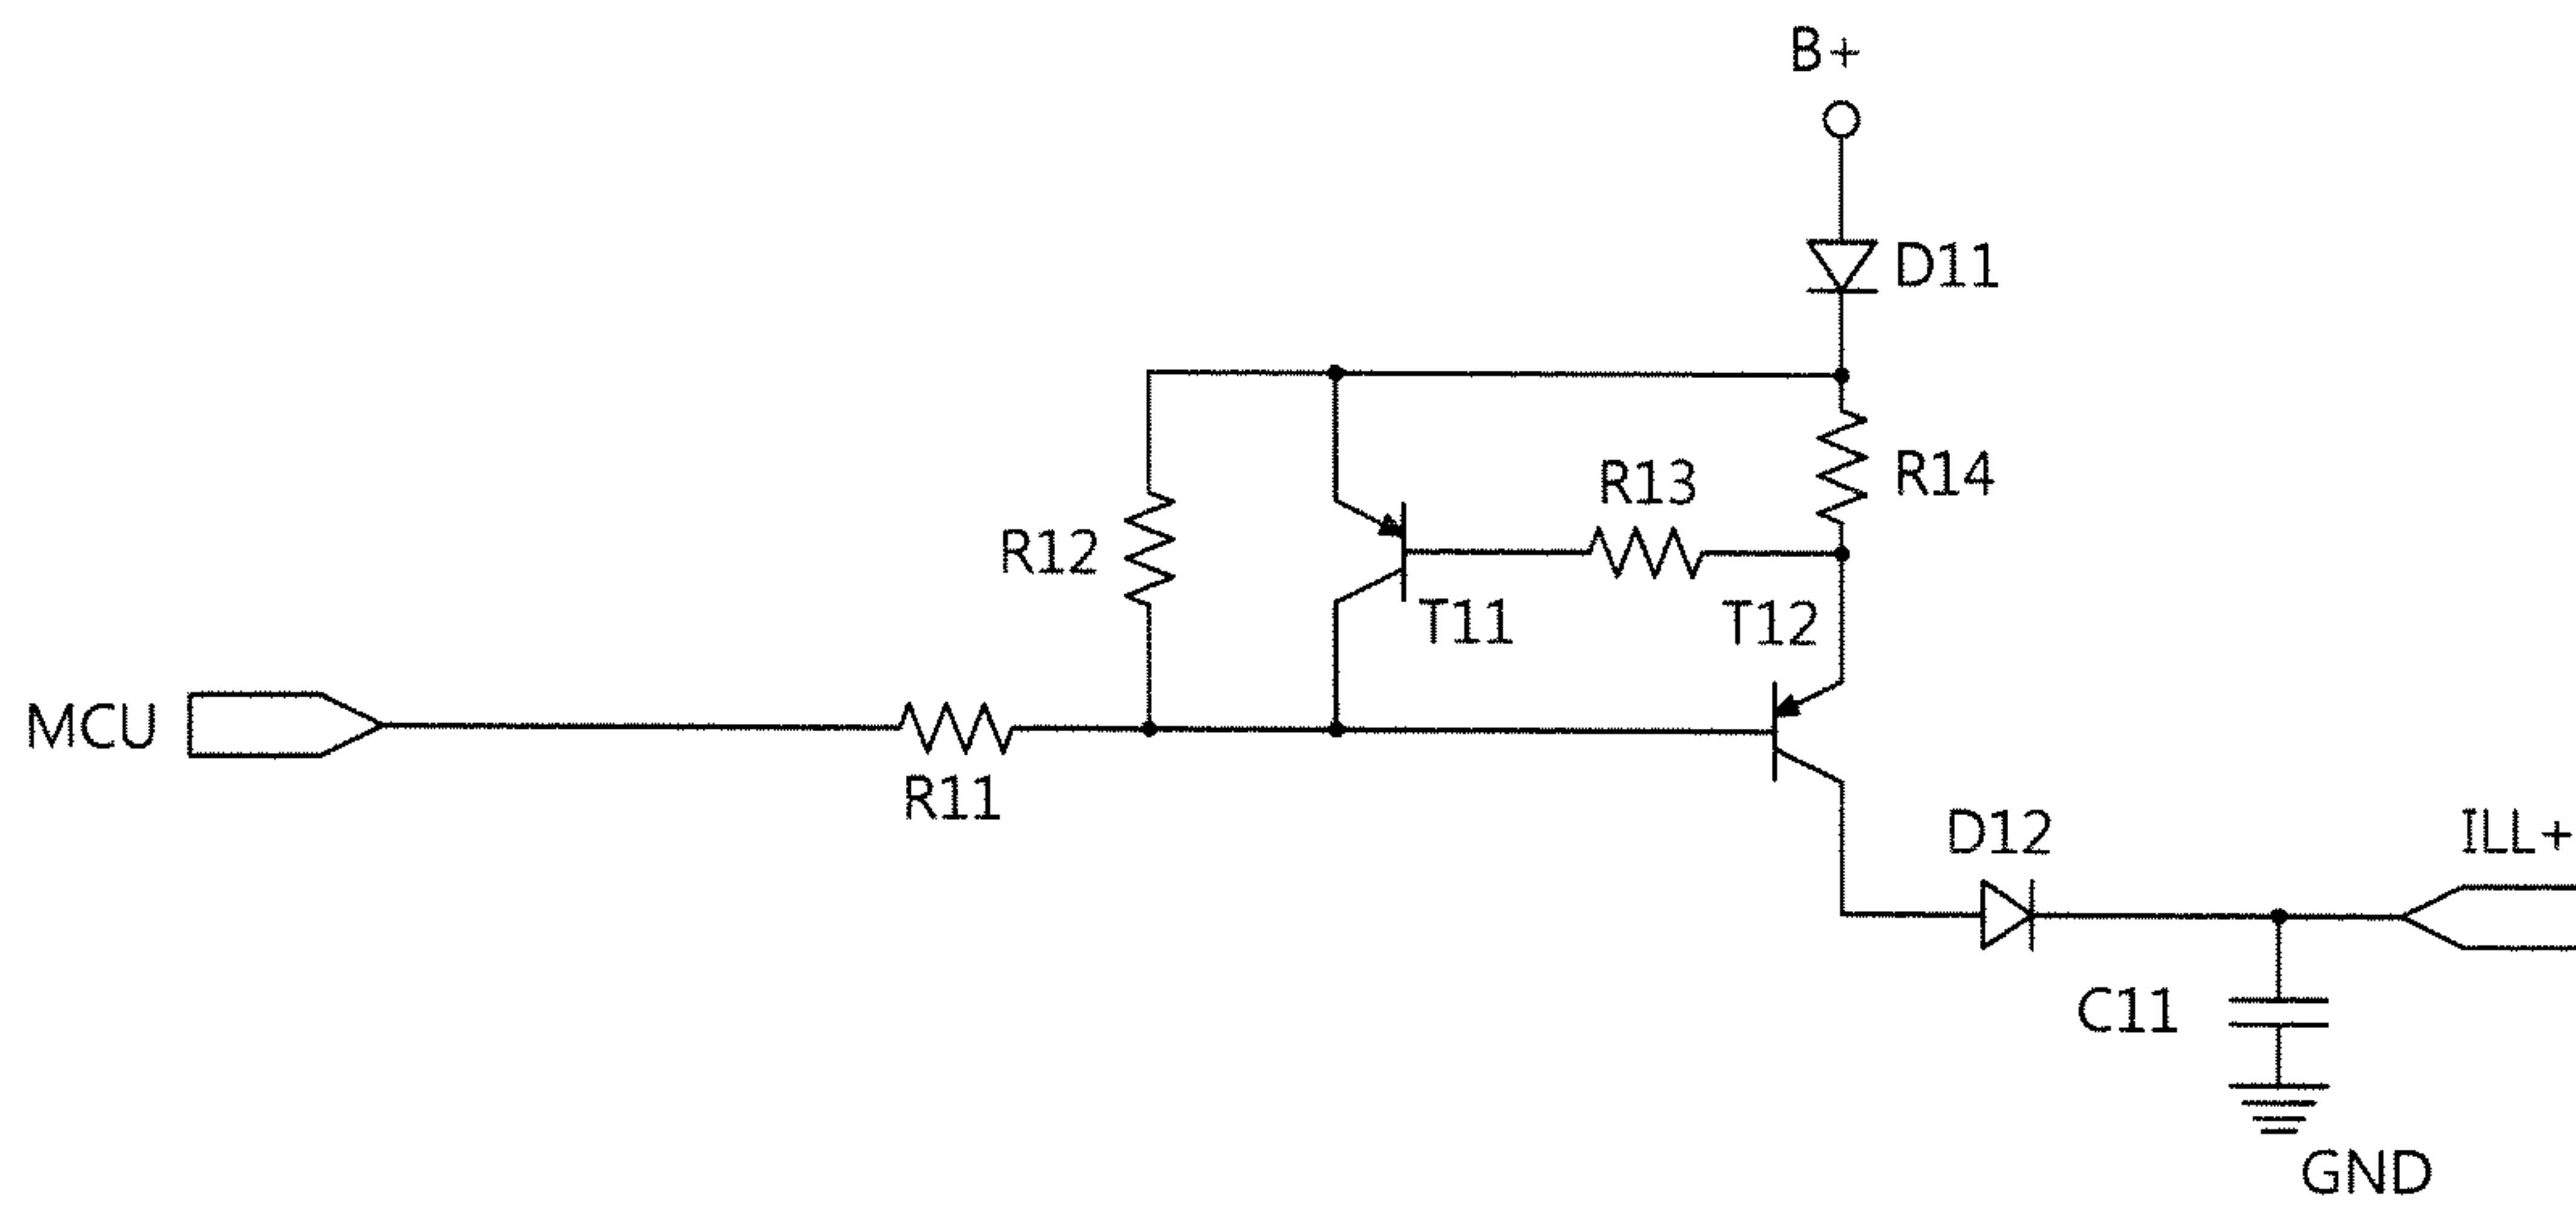 B+
D11
R14
R13
R12
T11
T12
MCU
R11
D12
ILL+
C11
GND